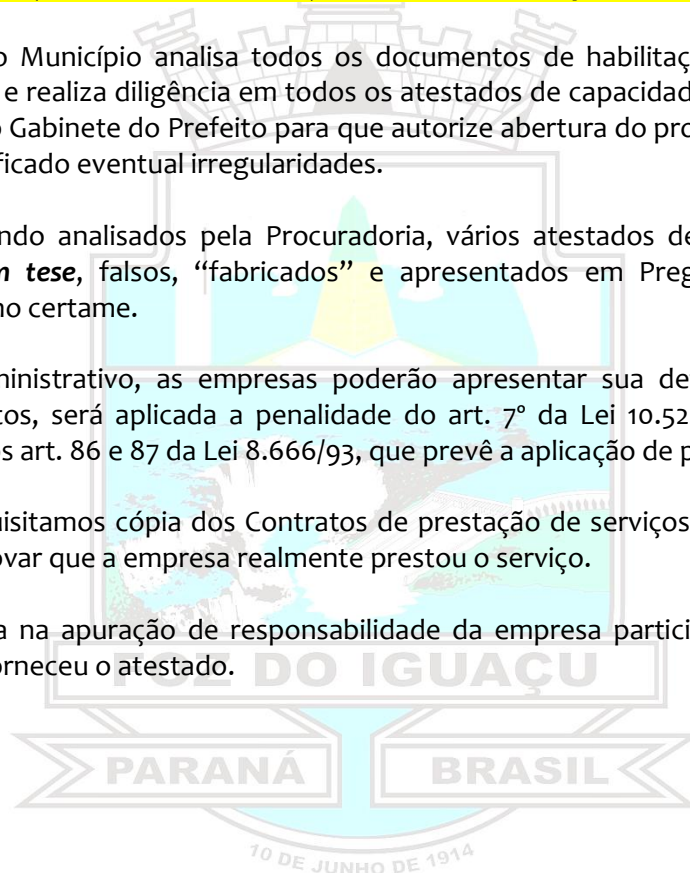 o Município analisa todos os documentos de habilitaç
e realiza diligência em todos os atestados de capacidad
o Gabinete do Prefeito para que autorize abertura do pro
ficado eventual irregularidades.
ndo analisados pela Procuradoria, vários atestados de
m tese, falsos, “fabricados” e apresentados em Preg
no certame.
ministrativo, as empresas poderão apresentar sua de
tos, será aplicada a penalidade do art. 7º da Lei 10.52
os art. 86 e 87 da Lei 8.666/93, que prevê a aplicação de p
uisitamos cópia dos Contratos de prestação de serviços
ovar que a empresa realmente prestou o serviço.
a na apuração de responsabilidade da empresa partici
orneceu o atestado.
FOZ DO IGUAÇU
PARANÁ BRASIL
10 DE JUNHO DE 1914